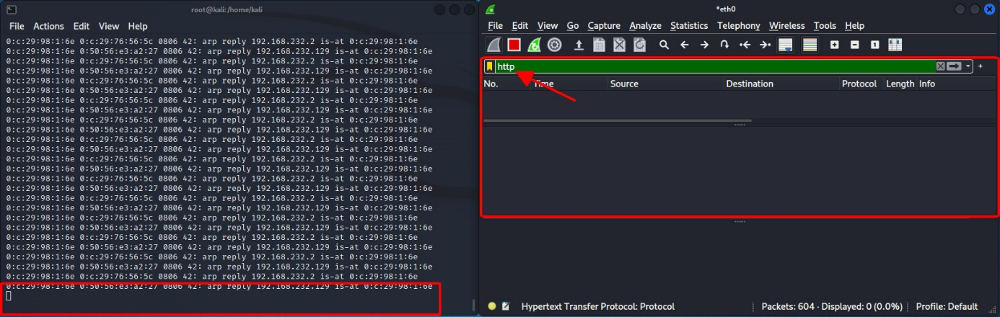 root@kali: /home/kali
File Actions Edit View Help
0:c:29:98:1:6e 0:c:29:76:56:5c 0806 42: arp reply 192.168.232.2 is-at 0:c:29:98:1:6e
0:c:29:98:1:6e 0:50:56:e3:a2:27 0806 42: arp reply 192.168.232.129 is-at 0:c:29:98:1:6e
0:c:29:98:1:6e 0:c:29:76:56:5c 0806 42: arp reply 192.168.232.2 is-at 0:c:29:98:1:6e
0:c:29:98:1:6e 0:50:56:e3:a2:27 0806 42: arp reply 192.168.232.129 is-at 0:c:29:98:1:6e
0:c:29:98:1:6e 0:c:29:76:56:5c 0806 42: arp reply 192.168.232.2 is-at 0:c:29:98:1:6e
0:c:29:98:1:6e 0:50:56:e3:a2:27 0806 42: arp reply 192.168.232.129 is-at 0:c:29:98:1:6e
0:c:29:98:1:6e 0:c:29:76:56:5c 0806 42: arp reply 192.168.232.2 is-at 0:c:29:98:1:6e
0:c:29:98:1:6e 0:50:56:e3:a2:27 0806 42: arp reply 192.168.232.129 is-at 0:c:29:98:1:6e
0:c:29:98:1:6e 0:c:29:76:56:5c 0806 42: arp reply 192.168.232.2 is-at 0:c:29:98:1:6e
0:c:29:98:1:6e 0:50:56:e3:a2:27 0806 42: arp reply 192.168.232.129 is-at 0:c:29:98:1:6e
0:c:29:98:1:6e 0:c:29:76:56:5c 0806 42: arp reply 192.168.232.2 is-at 0:c:29:98:1:6e
0:c:29:98:1:6e 0:50:56:e3:a2:27 0806 42: arp reply 192.168.232.129 is-at 0:c:29:98:1:6e
0:c:29:98:1:6e 0:c:29:76:56:5c 0806 42: arp reply 192.168.232.2 is-at 0:c:29:98:1:6e
0:c:29:98:1:6e 0:50:56:e3:a2:27 0806 42: arp reply 192.168.232.129 is-at 0:c:29:98:1:6e
0:c:29:98:1:6e 0:c:29:76:56:5c 0806 42: arp reply 192.168.232.2 is-at 0:c:29:98:1:6e
0:c:29:98:1:6e 0:50:56:e3:a2:27 0806 42: arp reply 192.168.232.129 is-at 0:c:29:98:1:6e
0:c:29:98:1:6e 0:c:29:76:56:5c 0806 42: arp reply 192.168.232.2 is-at 0:c:29:98:1:6e
0:c:29:98:1:6e 0:50:56:e3:a2:27 0806 42: arp reply 192.168.232.129 is-at 0:c:29:98:1:6e
0:c:29:98:1:6e 0:c:29:76:56:5c 0806 42: arp reply 192.168.232.2 is-at 0:c:29:98:1:6e
0:c:29:98:1:6e 0:50:56:e3:a2:27 0806 42: arp reply 192.168.232.129 is-at 0:c:29:98:1:6e
0:c:29:98:1:6e 0:c:29:76:56:5c 0806 42: arp reply 192.168.232.2 is-at 0:c:29:98:1:6e
0:c:29:98:1:6e 0:50:56:e3:a2:27 0806 42: arp reply 192.168.232.129 is-at 0:c:29:98:1:6e
0:c:29:98:1:6e 0:c:29:76:56:5c 0806 42: arp reply 192.168.232.2 is-at 0:c:29:98:1:6e
0:c:29:98:1:6e 0:50:56:e3:a2:27 0806 42: arp reply 192.168.232.129 is-at 0:c:29:98:1:6e
0:c:29:98:1:6e 0:c:29:76:56:5c 0806 42: arp reply 192.168.232.2 is-at 0:c:29:98:1:6e
0:c:29:98:1:6e 0:50:56:e3:a2:27 0806 42: arp reply 192.168.232.129 is-at 0:c:29:98:1:6e
*eth0
File Edit View Go Capture Analyze Statistics Telephony Wireless Tools Help
http
No. Time Source Destination Protocol Length Info
Hypertext Transfer Protocol: Protocol Packets: 604 · Displayed: 0 (0.0%) Profile: Default